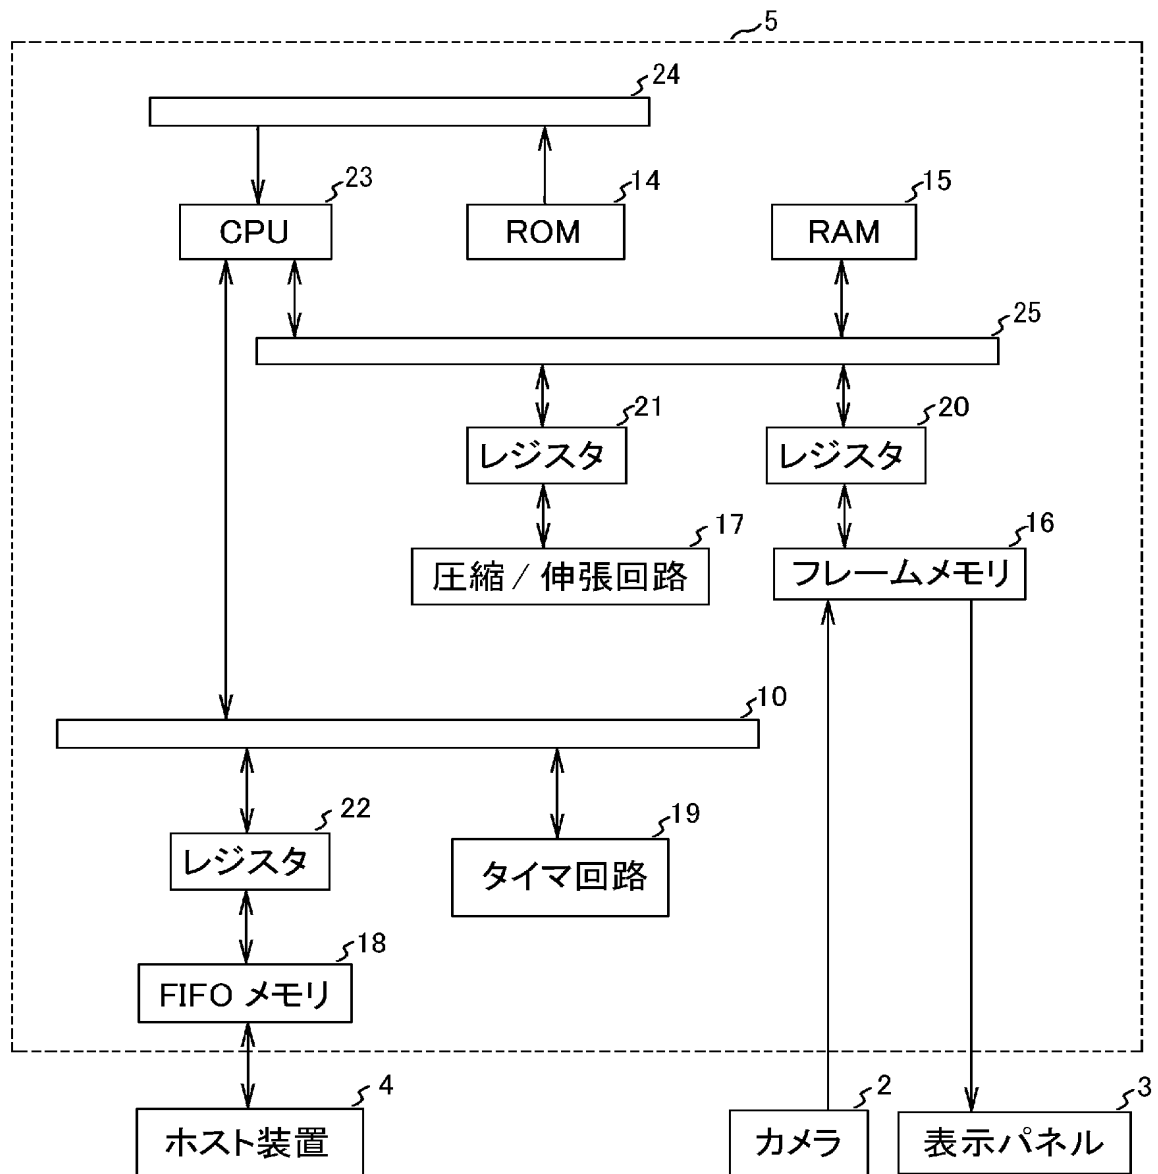 5
24
23
CPU
14
ROM
15
RAM
25
21
レジスタ
20
レジスタ
17
圧縮 / 伸張回路
16
フレームメモリ
10
22
レジスタ
19
タイマ回路
18
FIFO メモリ
4
ホスト装置
2
カメラ
3
表示パネル